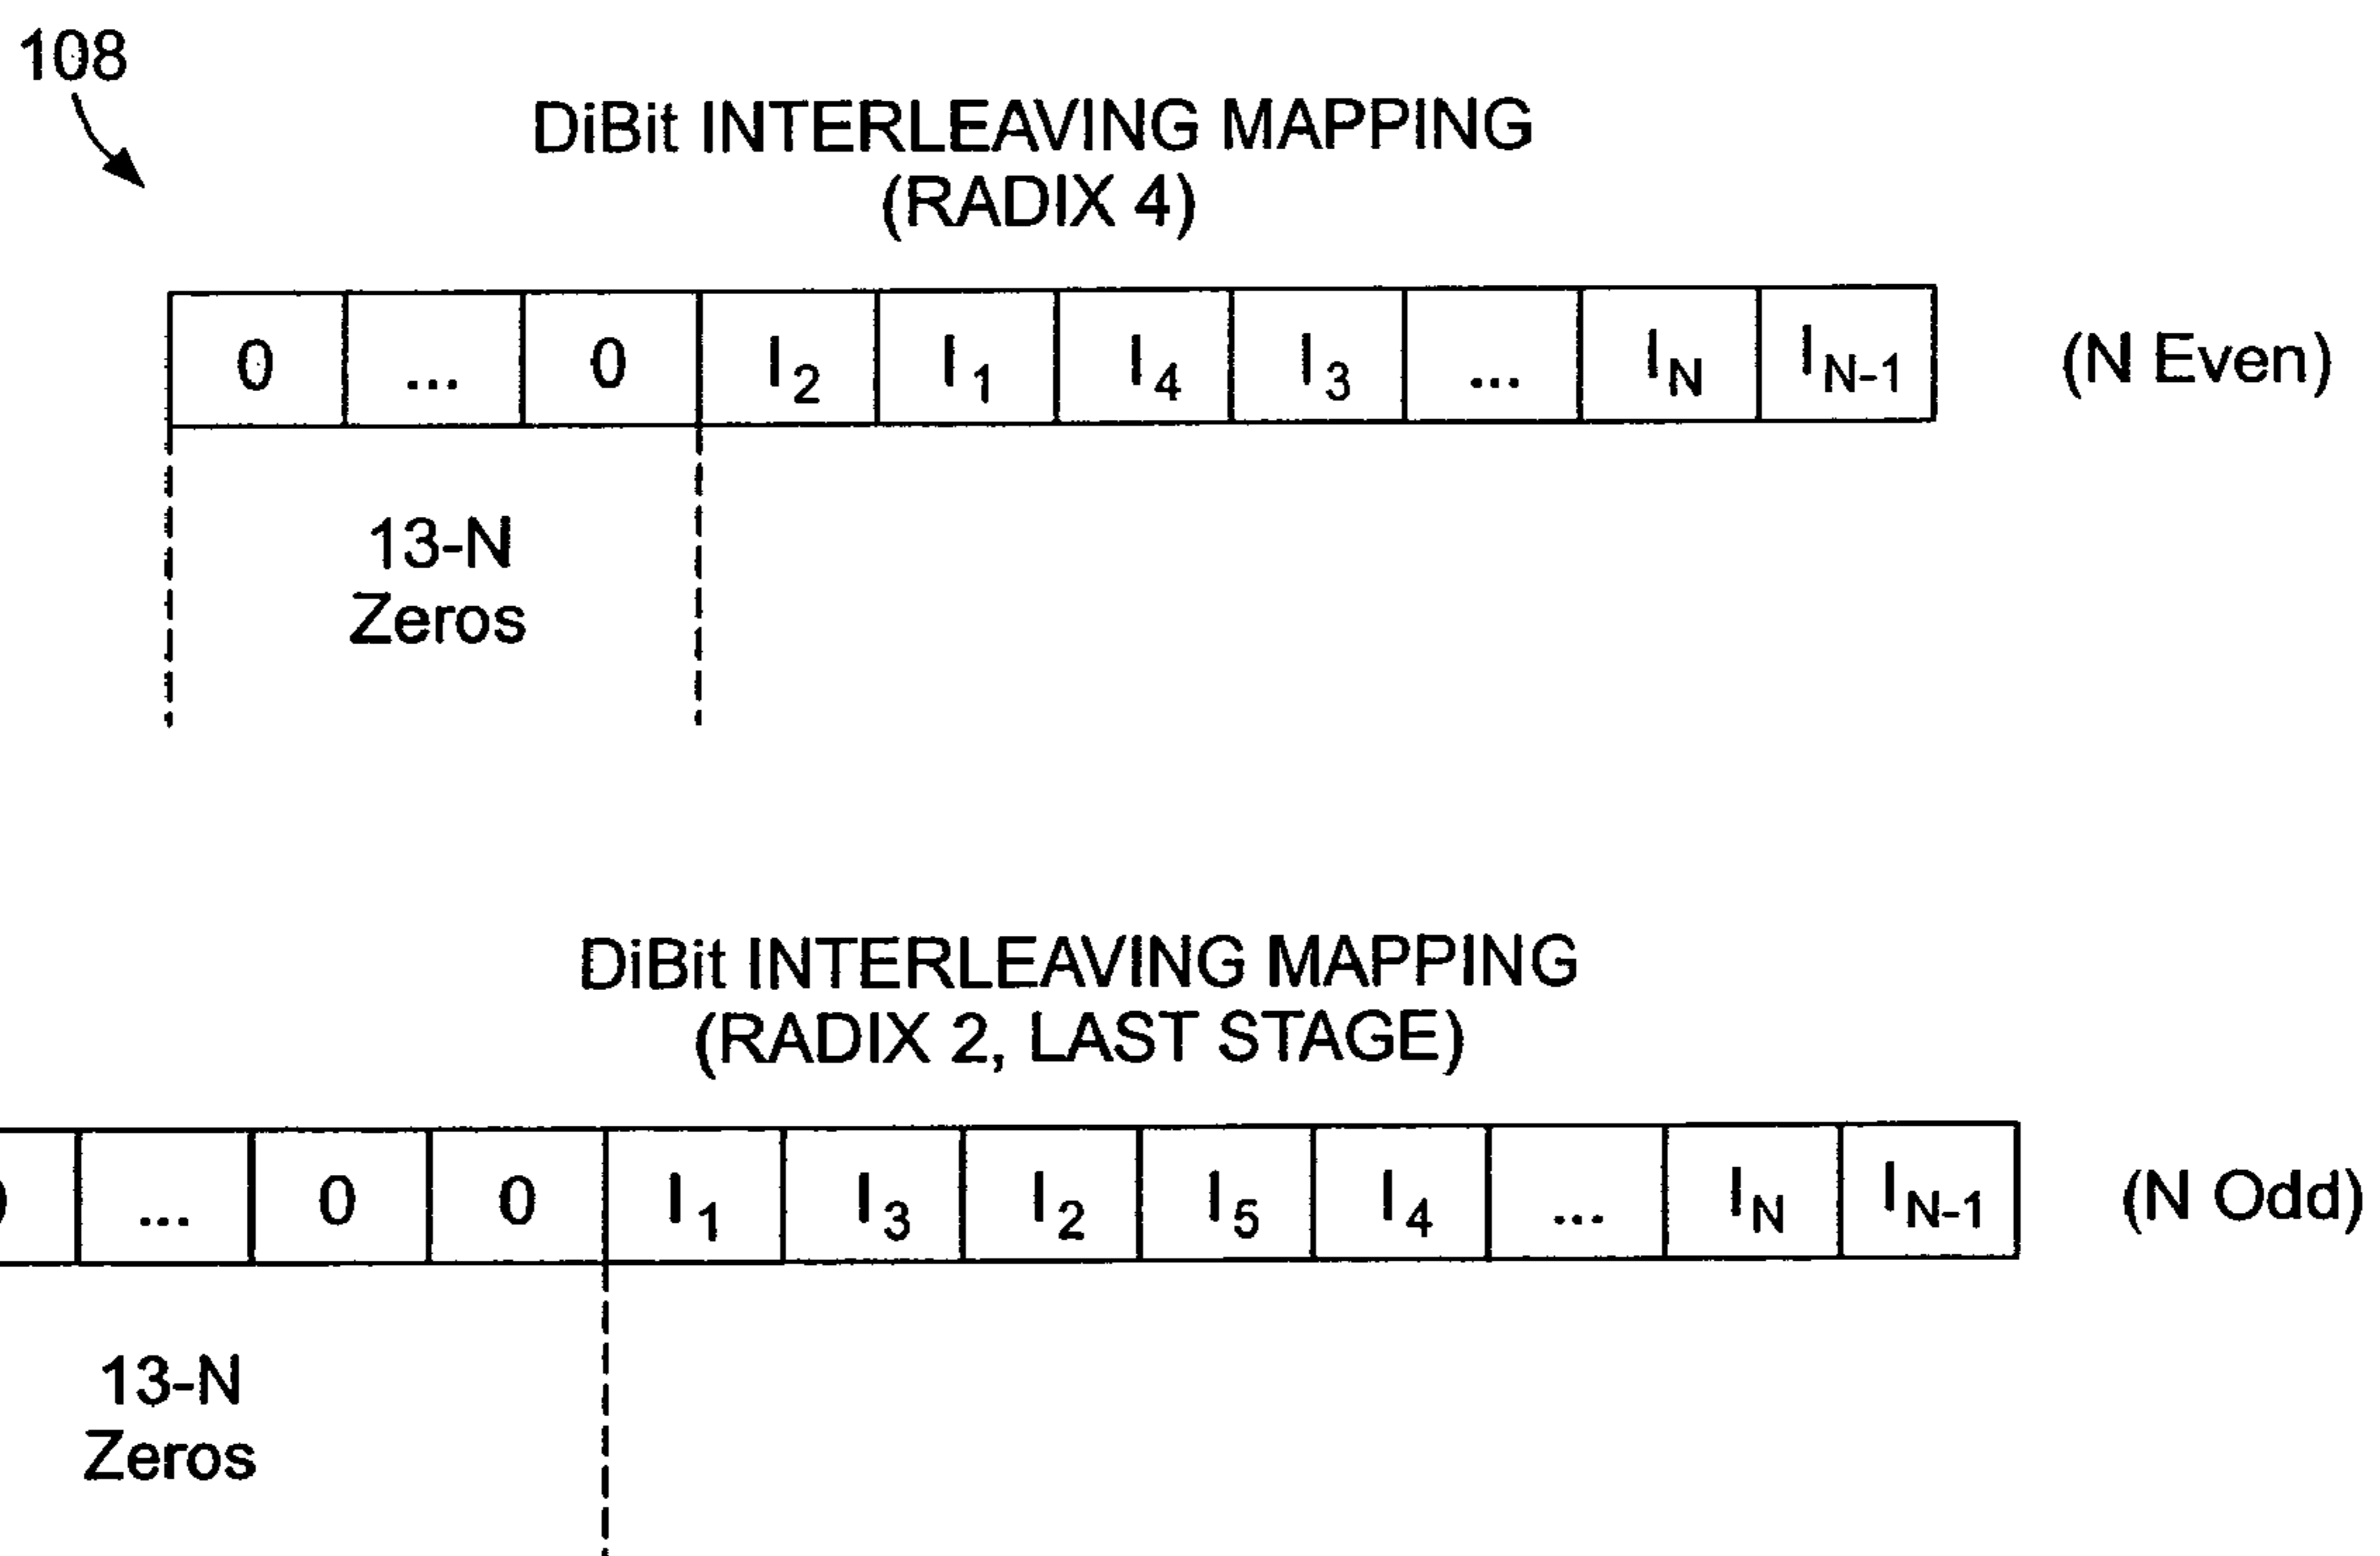 108
DiBit INTERLEAVING MAPPING
(RADIX 4)
0 ... 0 I2 I1 I4 I3 ... IN IN-1 (N Even)
13-N
Zeros
DiBit INTERLEAVING MAPPING
(RADIX 2, LAST STAGE)
... 0 0 I1 I3 I2 I5 I4 ... IN IN-1 (N Odd)
13-N
Zeros